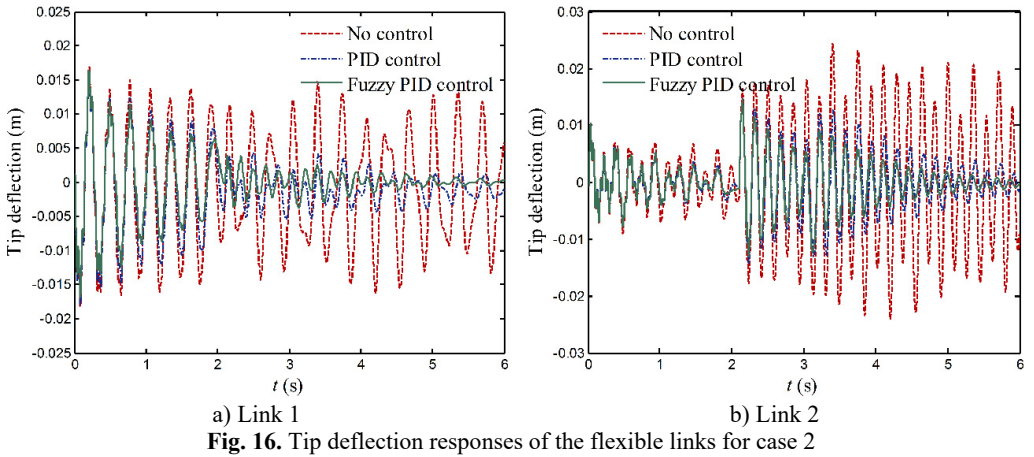 0.025
0.02
0.015
0.01
0.005
0
-0.005
-0.01
-0.015
-0.02
-0.025
Tip deflection (m)
No control
PID control
Fuzzy PID control
0 1 2 3 4 5 6
t (s)
a) Link 1
0.03
0.02
0.01
0
-0.01
-0.02
-0.03
Tip deflection (m)
No control
PID control
Fuzzy PID control
0 1 2 3 4 5 6
t (s)
b) Link 2
Fig. 16. Tip deflection responses of the flexible links for case 2